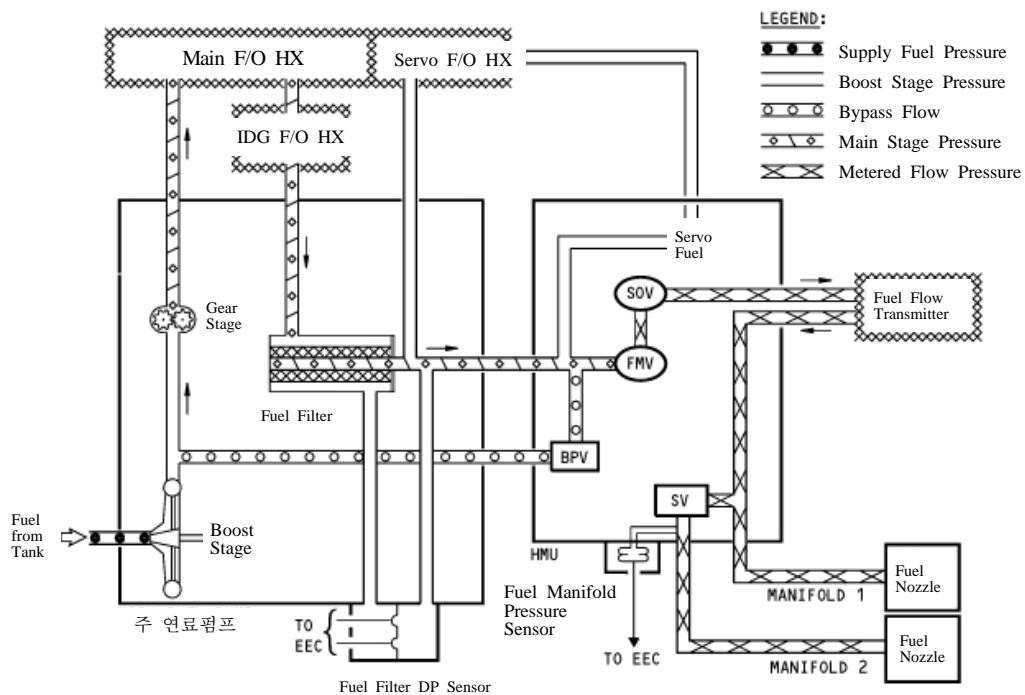 LEGEND:
Supply Fuel Pressure
Boost Stage Pressure
Bypass Flow
Main Stage Pressure
Metered Flow Pressure
Main F/O HX
Servo F/O HX
IDG F/O HX
Gear
Stage
Servo
Fuel
SOV
FMV
Fuel Flow
Transmitter
Fuel Filter
BPV
SV
Fuel
from
Tank
Boost
Stage
HMU
Fuel Manifold
Pressure
Sensor
TO EEC
MANIFOLD 1
Fuel
Nozzle
MANIFOLD 2
Fuel
Nozzle
주 연료펌프
TO
EEC
Fuel Filter DP Sensor